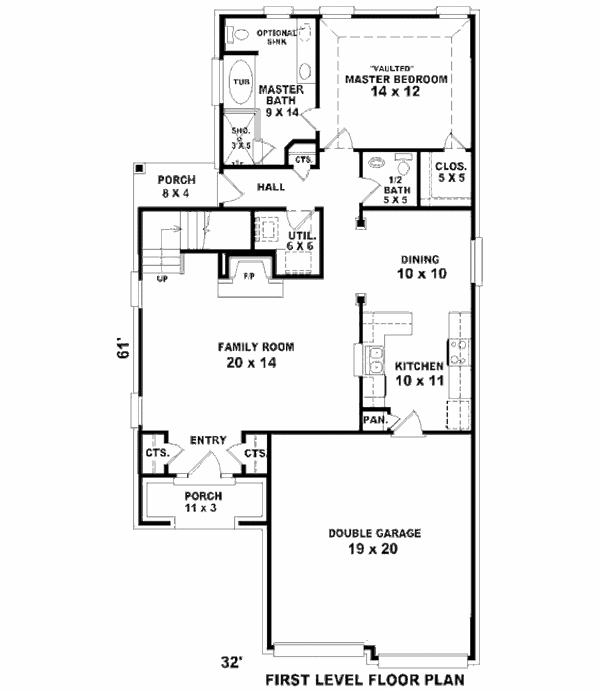 OPTIONAL
SINK
"VAULTED"
MASTER BEDROOM
14 x 12
TUB
MASTER
BATH
9 X 14
SHO.
3 X 5
CTS.
PORCH
8 X 4
HALL
1/2
BATH
5 X 5
CLOS.
5 X 5
UTIL.
6 X 6
UP
F/P
DINING
10 x 10
61'
FAMILY ROOM
20 x 14
KITCHEN
10 x 11
PAN.
ENTRY
CTS.
CTS.
PORCH
11 x 3
DOUBLE GARAGE
19 x 20
32'
FIRST LEVEL FLOOR PLAN